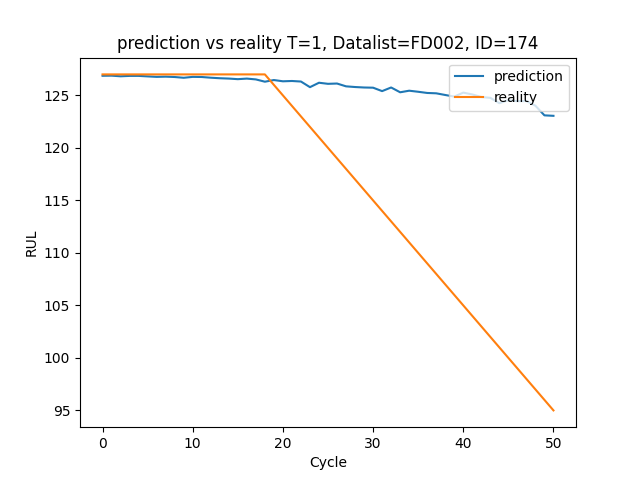 prediction vs reality T=1, Datalist=FD002, ID=174
prediction
reality
125
120
115
110
105
100
95
RUL
0 10 20 30 40 50
Cycle